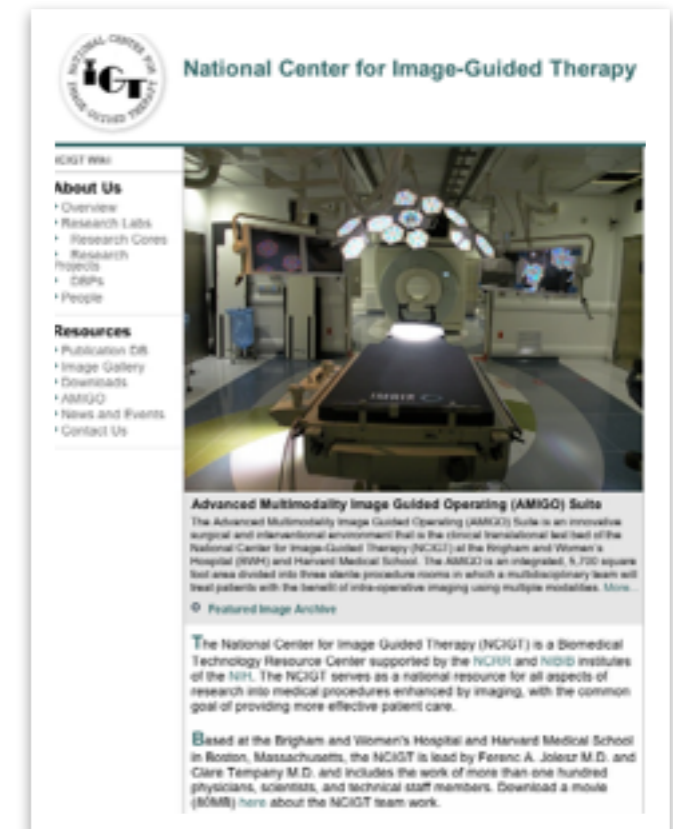 NATIONAL CENTER FOR IMAGE-GUIDED THERAPY
IGT
National Center for Image-Guided Therapy
NCIGT Wiki
About Us
Overview
Research Labs
Research Cores
Research
Projects
DBPs
People
Resources
Publication DB
Image Gallery
Downloads
AMIGO
News and Events
Contact Us
IMRIS
Advanced Multimodality Image Guided Operating (AMIGO) Suite
The Advanced Multimodality Image Guided Operating (AMIGO) Suite is an innovative
surgical and interventional environment that is the clinical translational test bed of the
National Center for Image-Guided Therapy (NCIGT) at the Brigham and Women's
Hospital (BWH) and Harvard Medical School. The AMIGO is an integrated, 5,700 square
foot area divided into three sterile procedure rooms in which a multidisciplinary team will
treat patients with the benefit of intra-operative imaging using multiple modalities. More...
Featured Image Archive
The National Center for Image Guided Therapy (NCIGT) is a Biomedical
Technology Resource Center supported by the NCRR and NIBIB institutes
of the NIH. The NCIGT serves as a national resource for all aspects of
research into medical procedures enhanced by imaging, with the common
goal of providing more effective patient care.
Based at the Brigham and Women's Hospital and Harvard Medical School
in Boston, Massachusetts, the NCIGT is lead by Ferenc A. Jolesz M.D. and
Clare Tempany M.D. and includes the work of more than one hundred
physicians, scientists, and technical staff members. Download a movie
(80MB) here about the NCIGT team work.